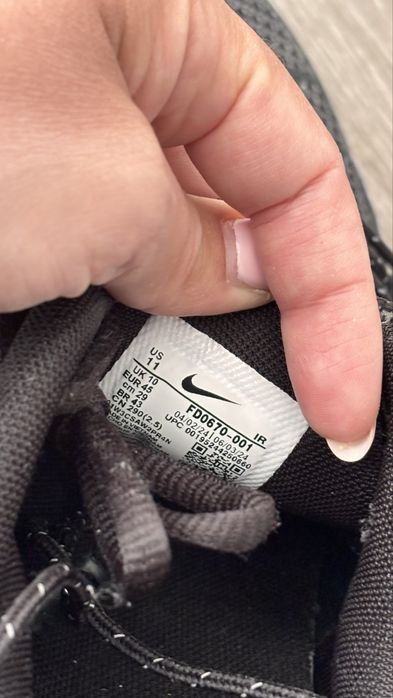 US
11
UK 10
EUR 45
cm 29
BR 43
CN 290(2.5)
FD0670-001 IR
04/02/24 06/03/24
UPC 00195244250660